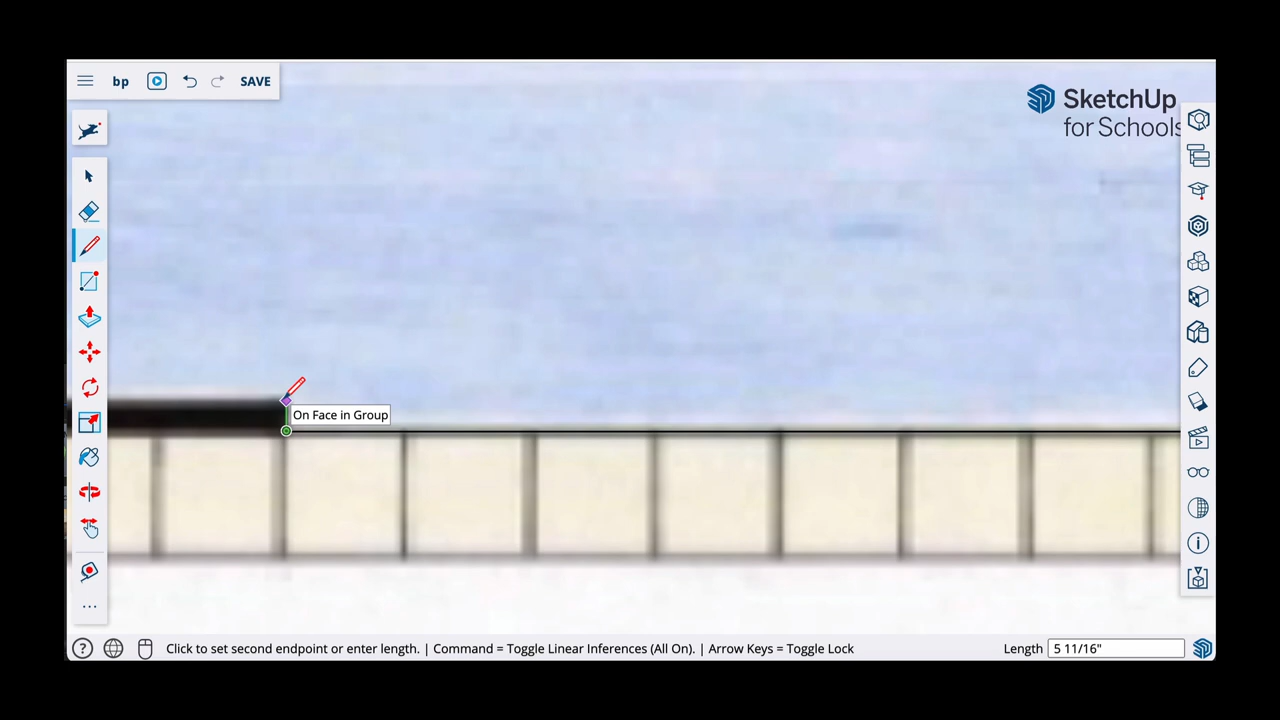 bp
SAVE
SketchUp
for Schools
On Face in Group
Click to set second endpoint or enter length. | Command = Toggle Linear Inferences (All On). | Arrow Keys = Toggle Lock
Length 5 11/16"